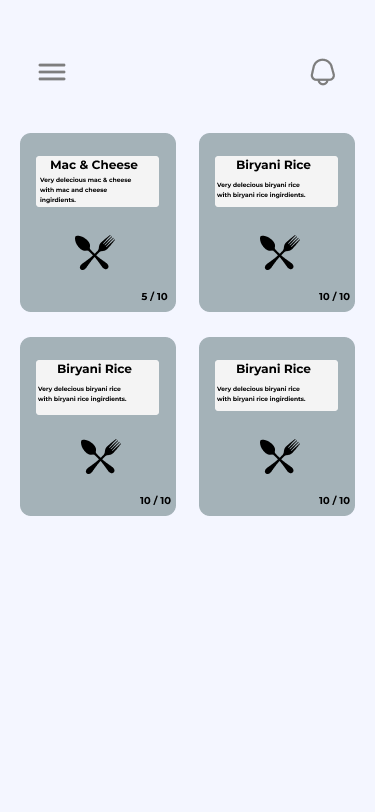 Mac & Cheese
Very delecious mac & cheese
with mac and cheese
ingirdients.
5 / 10
Biryani Rice
Very delecious biryani rice
with biryani rice ingirdients.
10 / 10
Biryani Rice
Very delecious biryani rice
with biryani rice ingirdients.
10 / 10
Biryani Rice
Very delecious biryani rice
with biryani rice ingirdients.
10 / 10